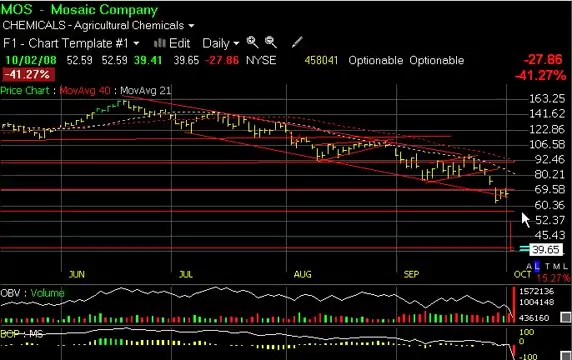 MOS - Mosaic Company
CHEMICALS - Agricultural Chemicals
F1 - Chart Template #1 Edit Daily
10/02/08 52.59 52.59 39.41 39.65 -27.86 NYSE 458041 Optionable Optionable -27.86
-41.27% -41.27%
Price Chart : MovAvg 40 : MovAvg 21
163.25
141.62
122.86
106.58
92.46
80.21
69.58
60.36
52.37
45.43
39.65
JUN JUL AUG SEP OCT
A L T M L
15.27%
OBV : Volume
1572136
1004148
436160
BOP : MS
100
0
-100